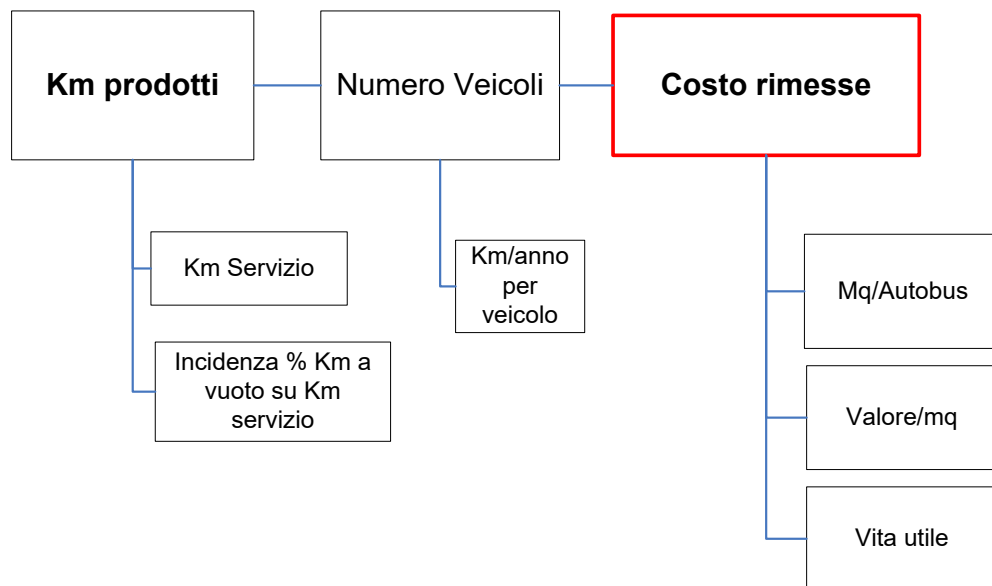 Km prodotti
Numero Veicoli
Costo rimesse
Km Servizio
Incidenza % Km a
vuoto su Km
servizio
Km/anno
per
veicolo
Mq/Autobus
Valore/mq
Vita utile